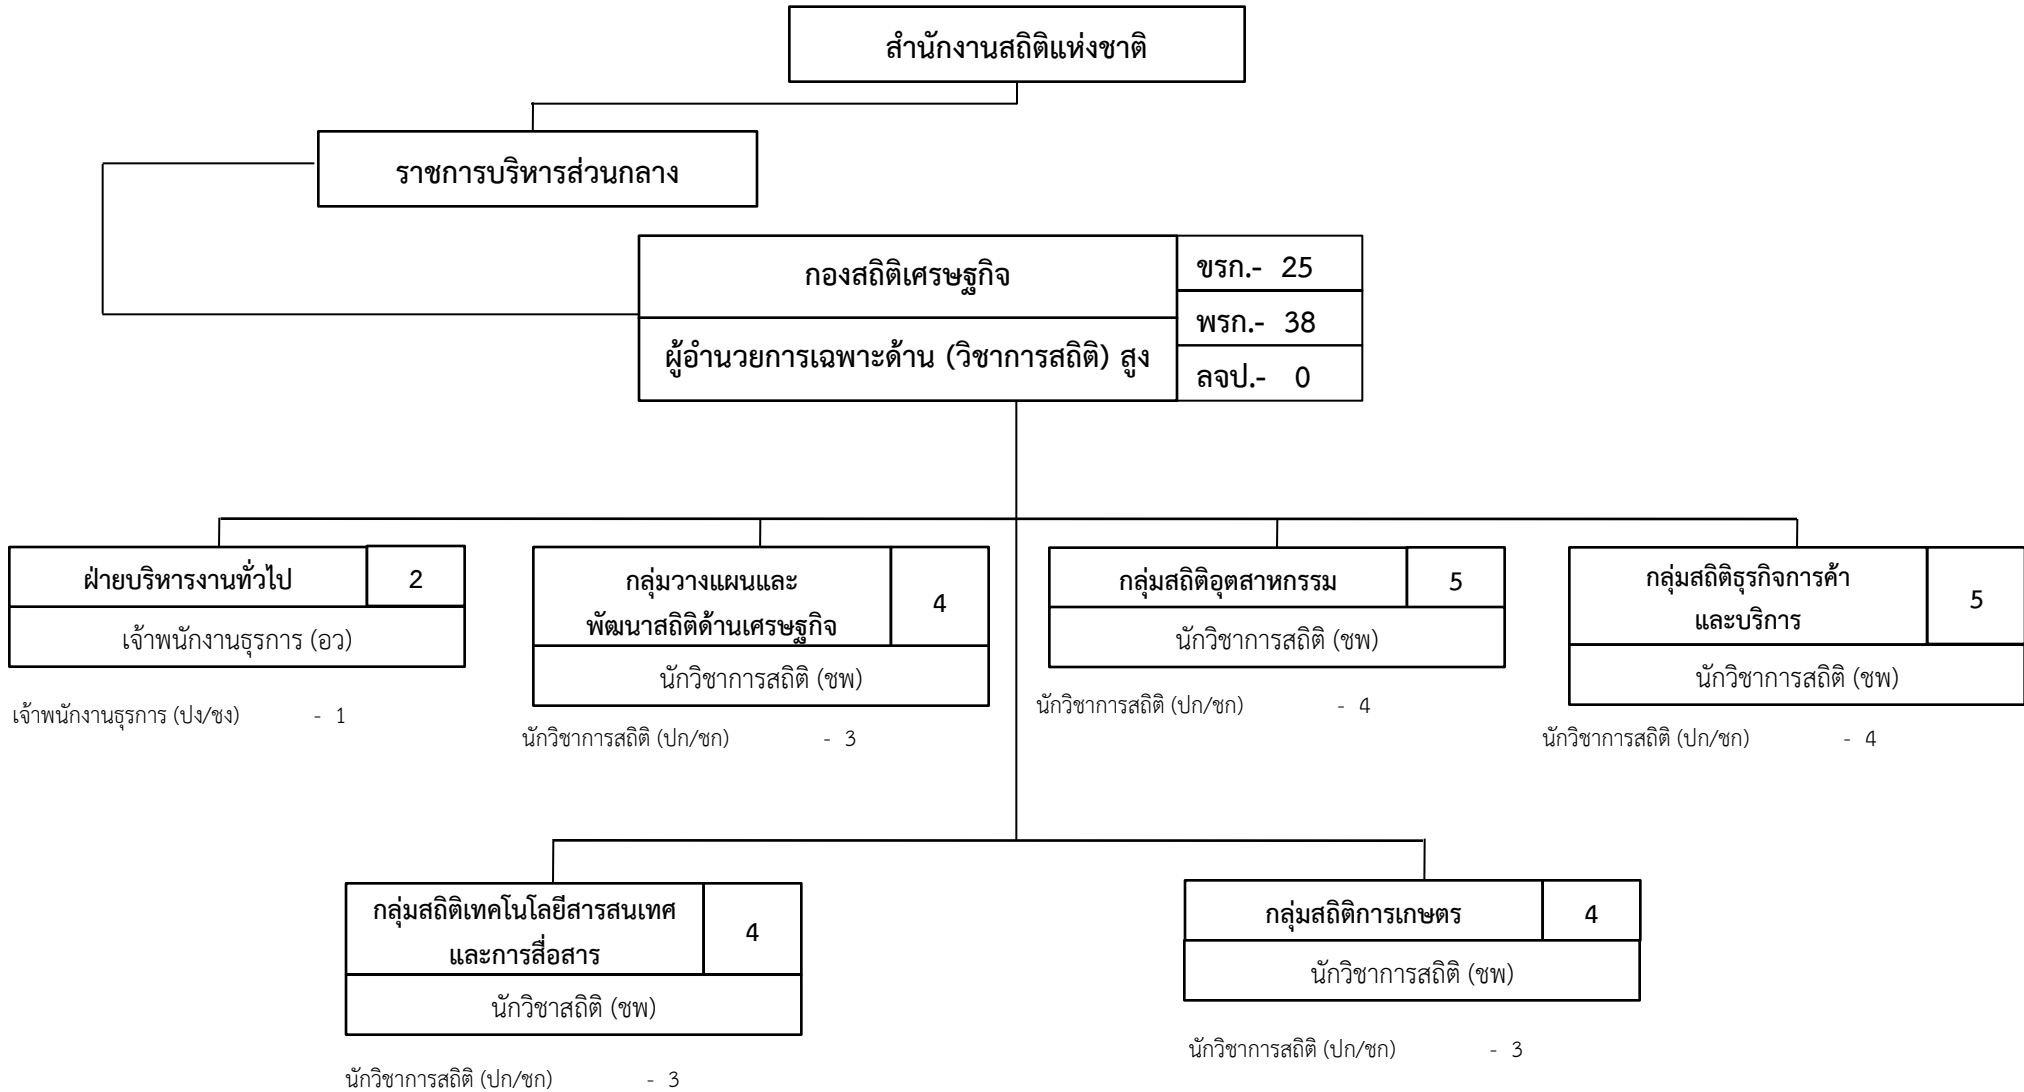 สำนักงานสถิติแห่งชาติ
ราชการบริหารส่วนกลาง
กองสถิติเศรษฐกิจ
ขรก.- 25
พรก.- 38
ผู้อำนวยการเฉพาะด้าน (วิชาการสถิติ) สูง
ลจป.- 0
ฝ่ายบริหารงานทั่วไป 2
เจ้าพนักงานธุรการ (อว)
เจ้าพนักงานธุรการ (ปง/ชง) - 1
กลุ่มวางแผนและ
พัฒนาสถิติด้านเศรษฐกิจ
4
นักวิชาการสถิติ (ชพ)
นักวิชาการสถิติ (ปก/ชก) - 3
กลุ่มสถิติอุตสาหกรรม 5
นักวิชาการสถิติ (ชพ)
นักวิชาการสถิติ (ปก/ชก) - 4
กลุ่มสถิติธุรกิจการค้า
และบริการ
5
นักวิชาการสถิติ (ชพ)
นักวิชาการสถิติ (ปก/ชก) - 4
กลุ่มสถิติเทคโนโลยีสารสนเทศ
และการสื่อสาร
4
นักวิชาสถิติ (ชพ)
นักวิชาการสถิติ (ปก/ชก) - 3
กลุ่มสถิติการเกษตร 4
นักวิชาการสถิติ (ชพ)
นักวิชาการสถิติ (ปก/ชก) - 3